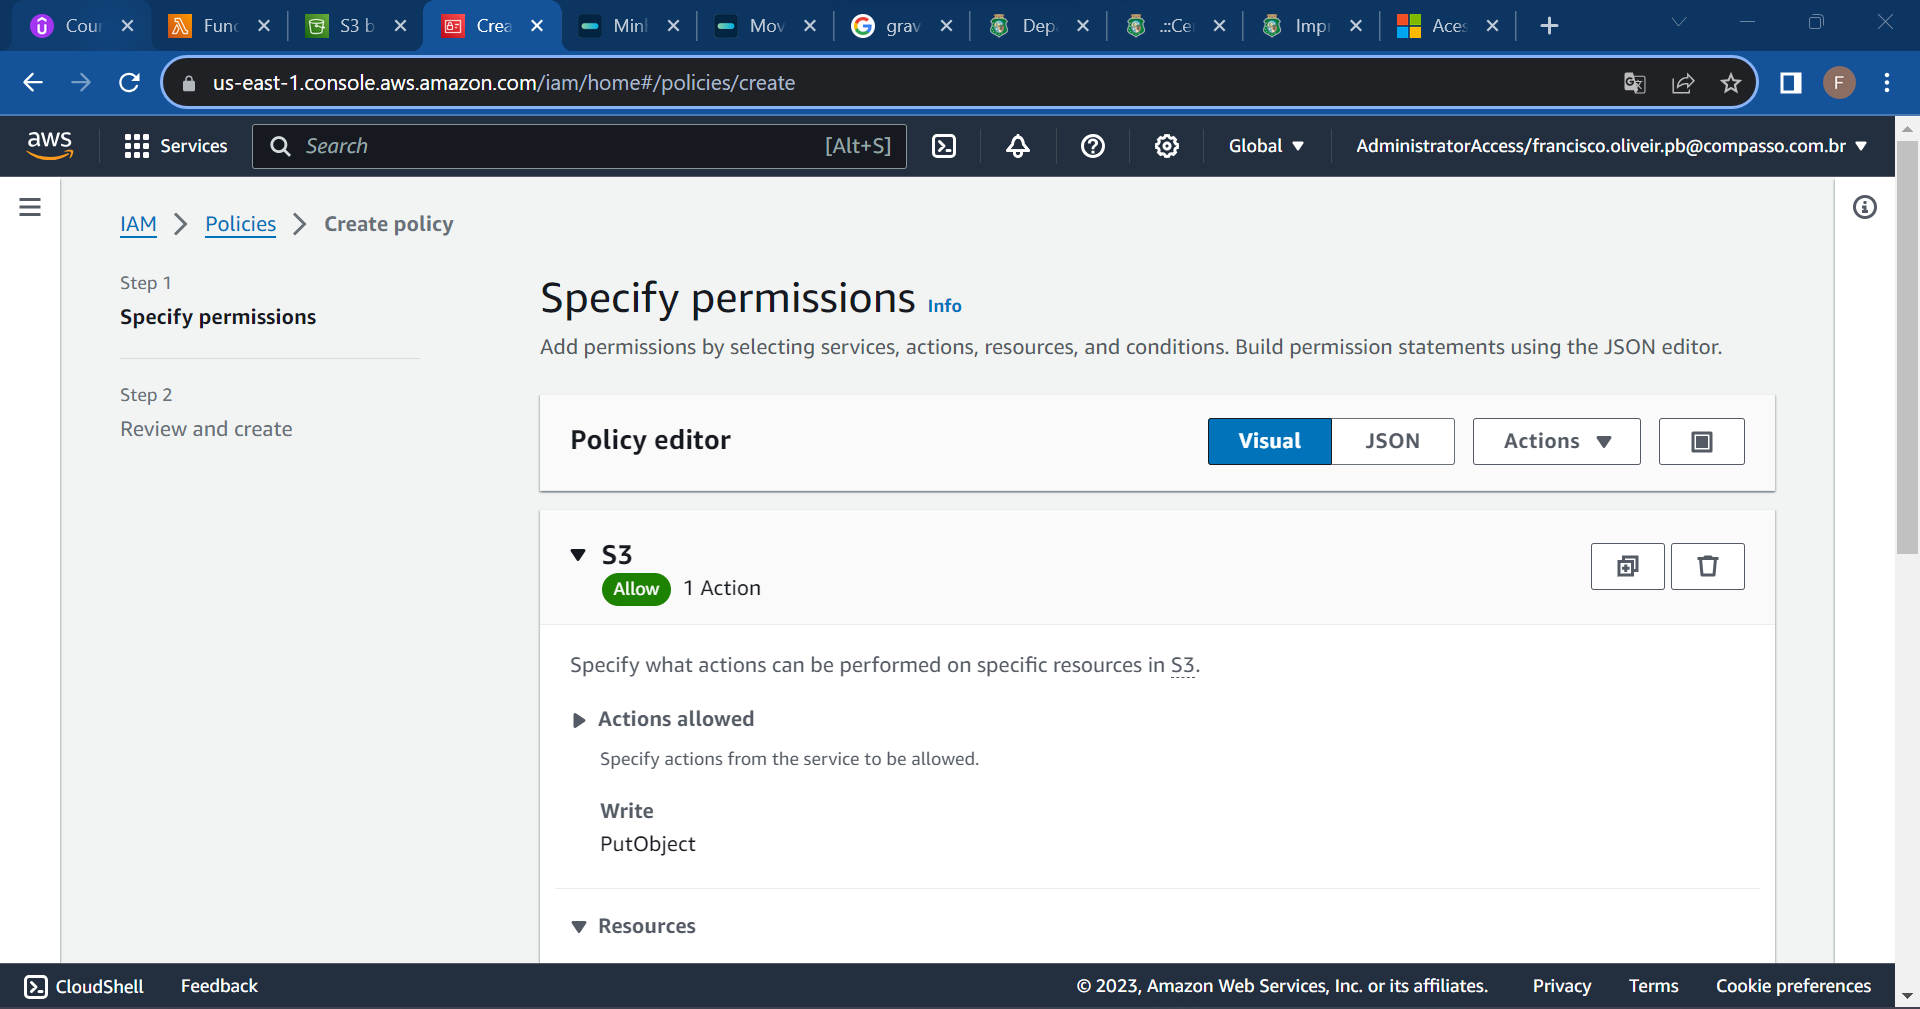 Cour
Func
S3 b
Crea
Minl
Mov
G
grav
Dep
.::Ce
Impr
Aces
us-east-1.console.aws.amazon.com/iam/home#/policies/create
F
aws
Services
Search
[Alt+S]
Global
AdministratorAccess/francisco.oliveir.pb@compasso.com.br
IAM
Policies
Create policy
Step 1
Specify permissions
Step 2
Review and create
Specify permissions Info
Add permissions by selecting services, actions, resources, and conditions. Build permission statements using the JSON editor.
Policy editor
Visual
JSON
Actions
S3
Allow 1 Action
Specify what actions can be performed on specific resources in S3.
Actions allowed
Specify actions from the service to be allowed.
Write
PutObject
Resources
CloudShell
Feedback
© 2023, Amazon Web Services, Inc. or its affiliates.
Privacy
Terms
Cookie preferences